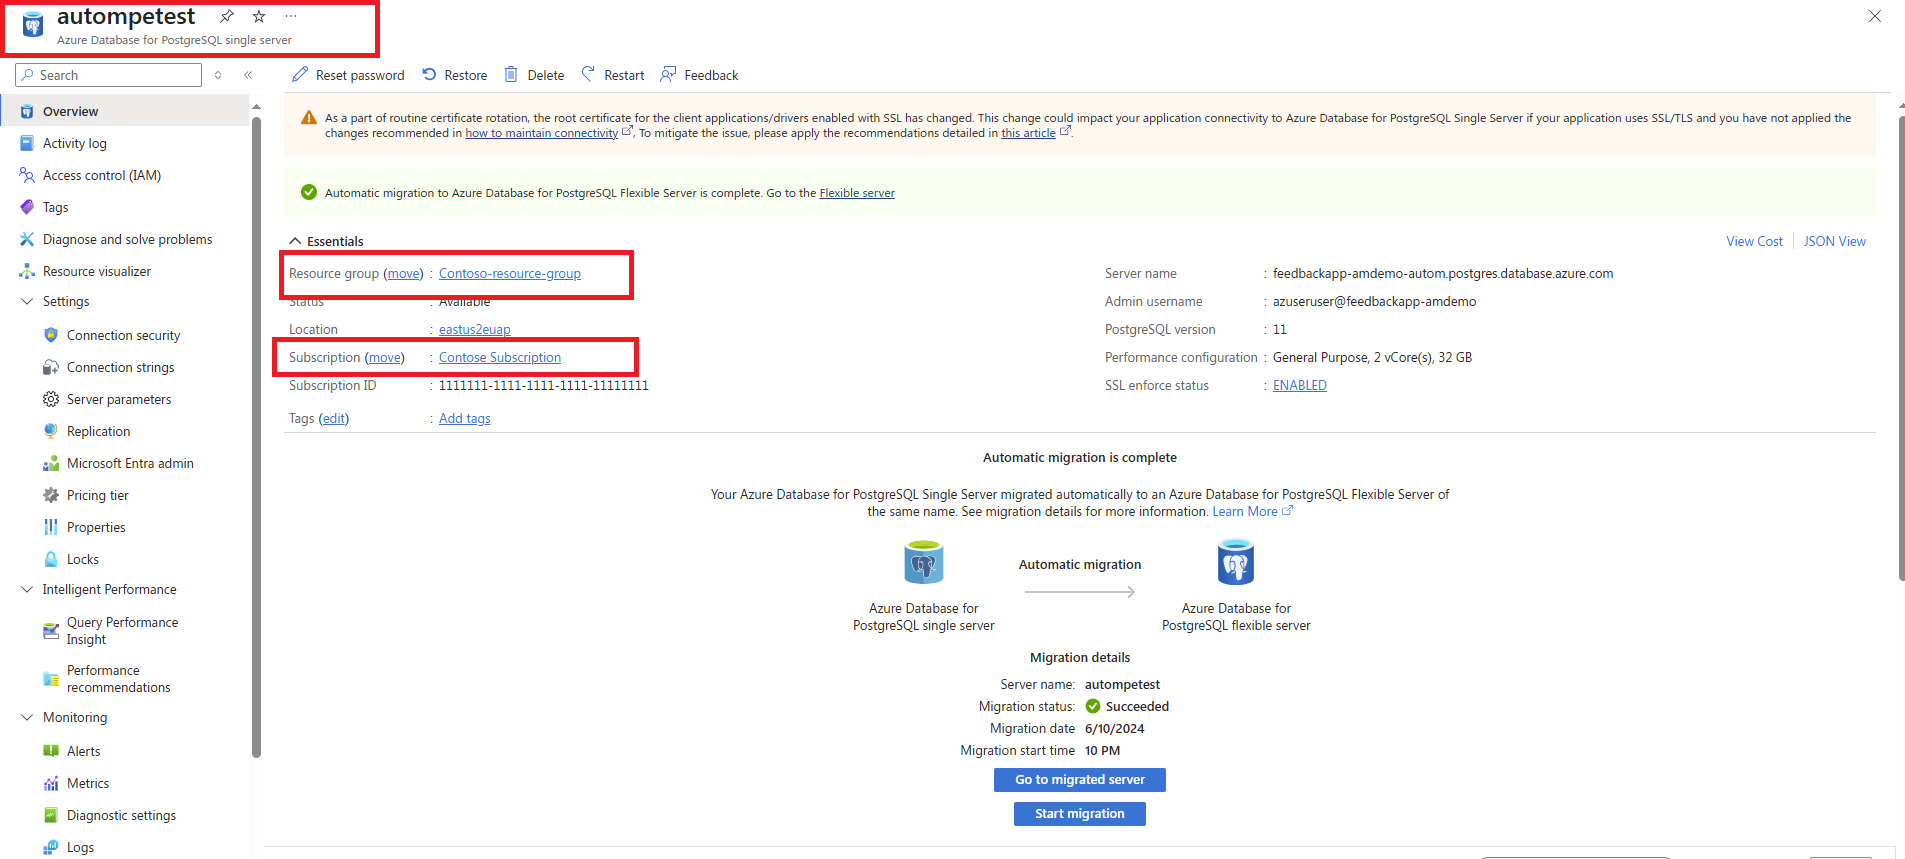 autompetest
Azure Database for PostgreSQL single server
Search
Overview
Activity log
Access control (IAM)
Tags
Diagnose and solve problems
Resource visualizer
Settings
Connection security
Connection strings
Server parameters
Replication
Microsoft Entra admin
Pricing tier
Properties
Locks
Intelligent Performance
Query Performance
Insight
Performance
recommendations
Monitoring
Alerts
Metrics
Diagnostic settings
Logs
Reset password Restore Delete Restart Feedback
As a part of routine certificate rotation, the root certificate for the client applications/drivers enabled with SSL has changed. This change could impact your application connectivity to Azure Database for PostgreSQL Single Server if your application uses SSL/TLS and you have not applied the
changes recommended in how to maintain connectivity, To mitigate the issue, please apply the recommendations detailed in this article.
Automatic migration to Azure Database for PostgreSQL Flexible Server is complete. Go to the Flexible server
Essentials
View Cost JSON View
Resource group (move) : Contoso-resource-group
Status : Available
Location : eastus2euap
Subscription (move) : Contose Subscription
Subscription ID : 1111111-1111-1111-1111-11111111
Tags (edit) : Add tags
Server name : feedbackapp-amdemo-autom.postgres.database.azure.com
Admin username : azuseruser@feedbackapp-amdemo
PostgreSQL version : 11
Performance configuration : General Purpose, 2 vCore(s), 32 GB
SSL enforce status : ENABLED
Automatic migration is complete
Your Azure Database for PostgreSQL Single Server migrated automatically to an Azure Database for PostgreSQL Flexible Server of
the same name. See migration details for more information. Learn More
Automatic migration
Azure Database for
PostgreSQL single server
Azure Database for
PostgreSQL flexible server
Migration details
Server name: autompetest
Migration status: Succeeded
Migration date 6/10/2024
Migration start time 10 PM
Go to migrated server
Start migration